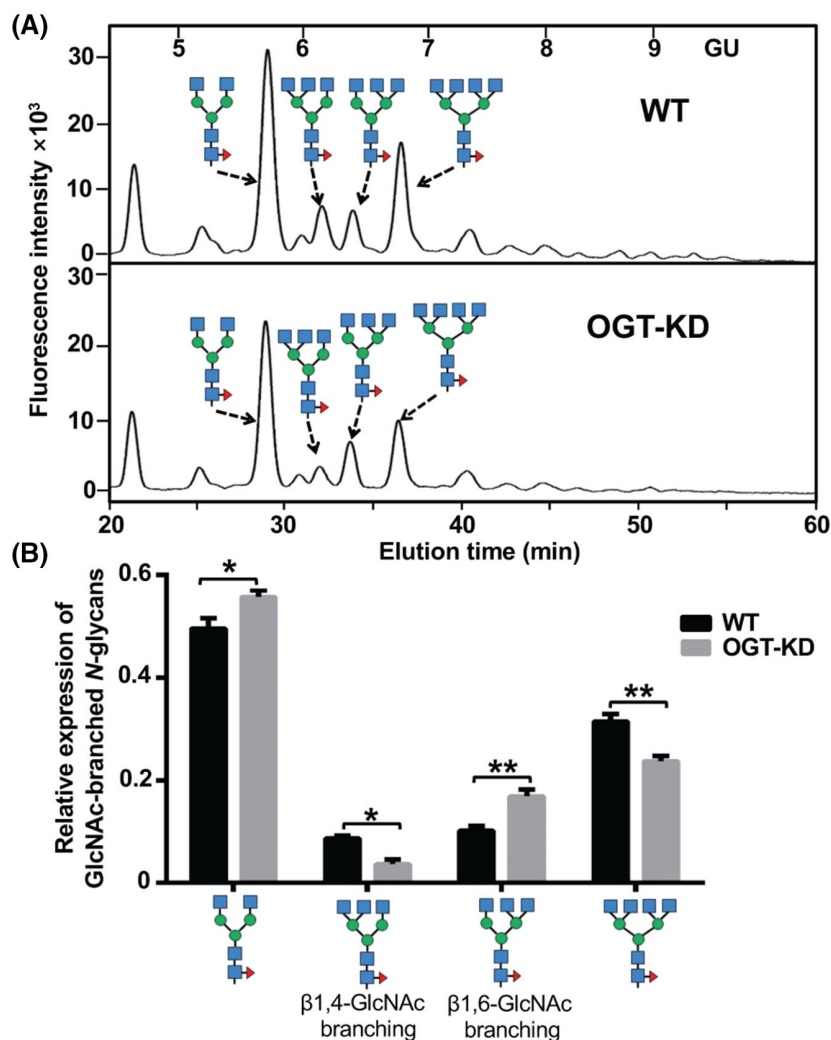 (A)
5 6 7 8 9 GU
30
20
10
0
WT
30
20
10
0
OGT-KD
Fluorescence intensity ×10³
20 30 40 50 60
Elution time (min)
(B)
Relative expression of
GlcNAc-branched N-glycans
0.6
0.4
0.2
0
* * ** **
WT
OGT-KD
β1,4-GlcNAc
branching
β1,6-GlcNAc
branching